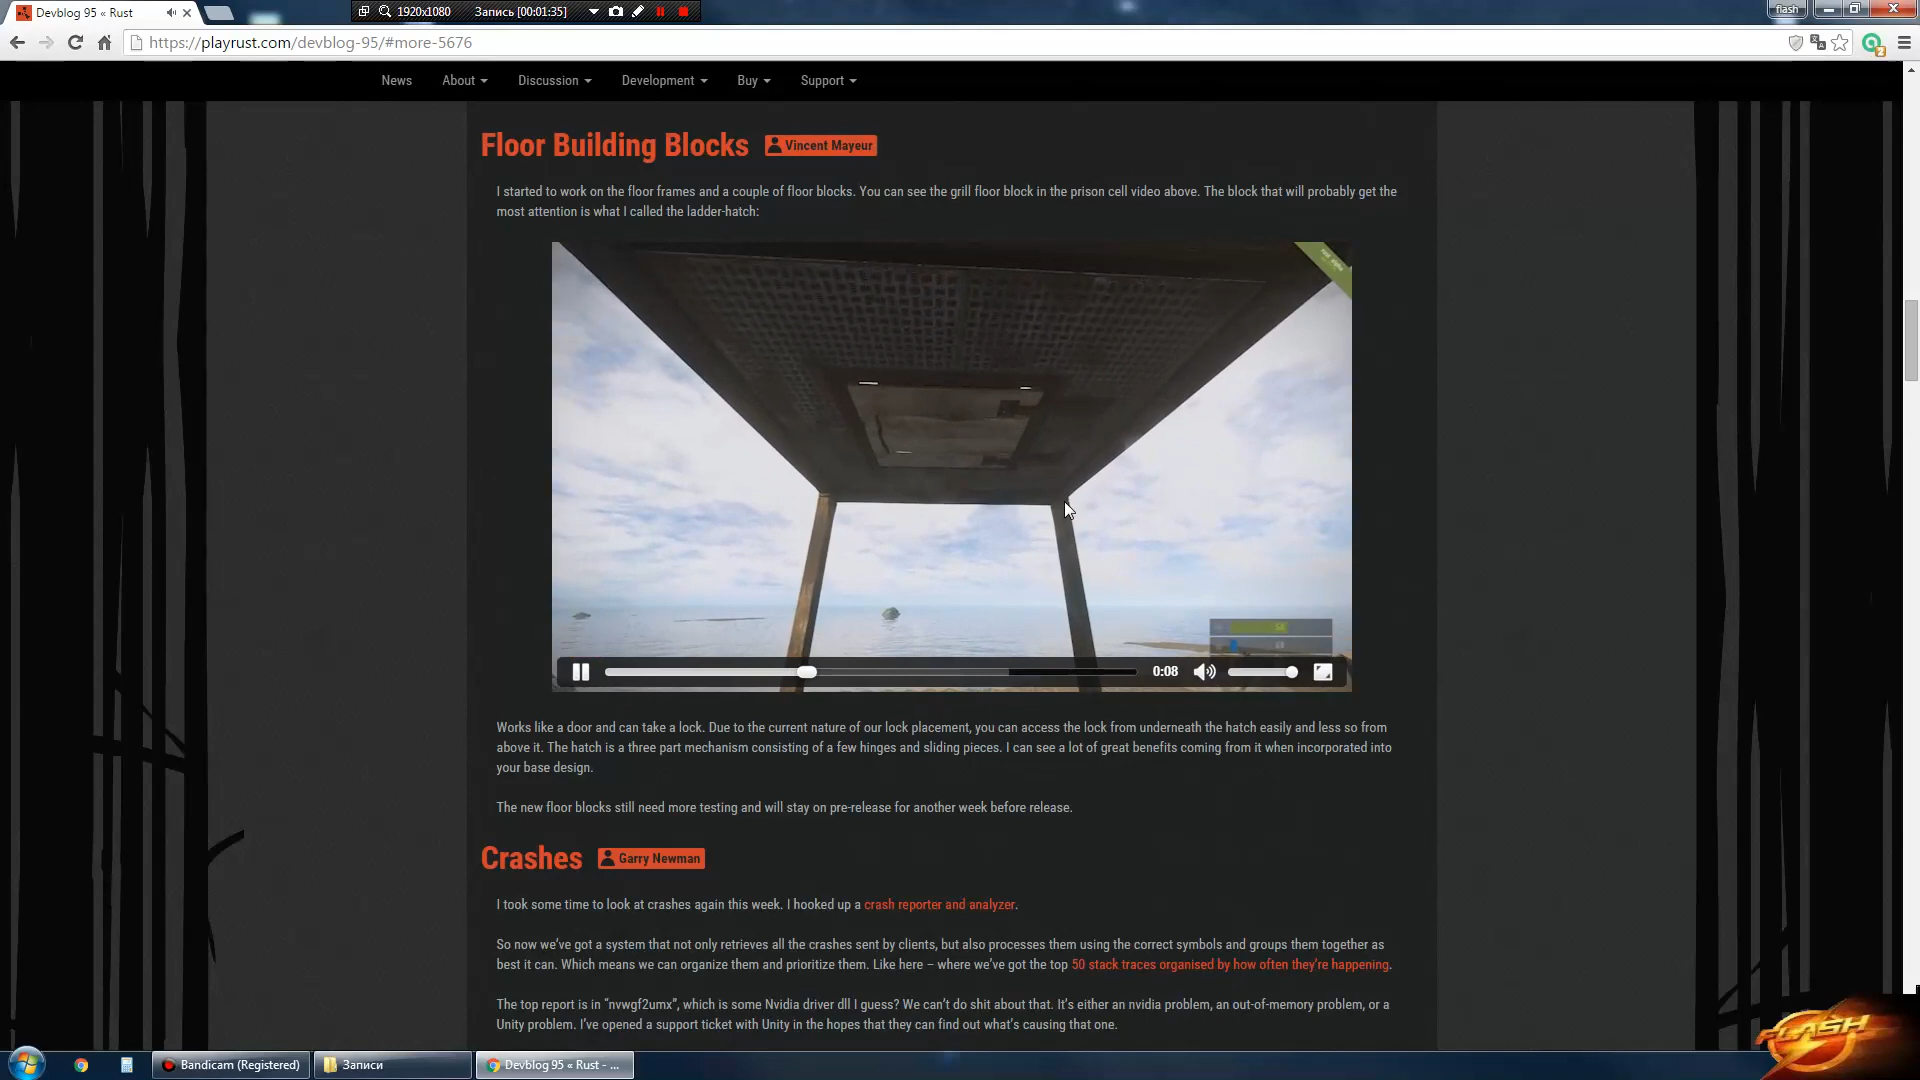 Devblog 95 « Rust
1920x1080
Запись [00:01:35]
flash
https://playrust.com/devblog-95/#more-5676
2
News
About
Discussion
Development
Buy
Support
Floor Building Blocks
Vincent Mayeur
I started to work on the floor frames and a couple of floor blocks. You can see the grill floor block in the prison cell video above. The block that will probably get the
most attention is what I called the ladder-hatch:
0:08
Works like a door and can take a lock. Due to the current nature of our lock placement, you can access the lock from underneath the hatch easily and less so from
above it. The hatch is a three part mechanism consisting of a few hinges and sliding pieces. I can see a lot of great benefits coming from it when incorporated into
your base design.
The new floor blocks still need more testing and will stay on pre-release for another week before release.
Crashes
Garry Newman
I took some time to look at crashes again this week. I hooked up a crash reporter and analyzer.
So now we've got a system that not only retrieves all the crashes sent by clients, but also processes them using the correct symbols and groups them together as
best it can. Which means we can organize them and prioritize them. Like here – where we've got the top 50 stack traces organised by how often they're happening.
The top report is in “nvwgf2umx”, which is some Nvidia driver dll I guess? We can't do shit about that. It's either an nvidia problem, an out-of-memory problem, or a
Unity problem. I've opened a support ticket with Unity in the hopes that they can find out what's causing that one.
FLASH
Bandicam (Registered)
Записи
Devblog 95 « Rust - ...